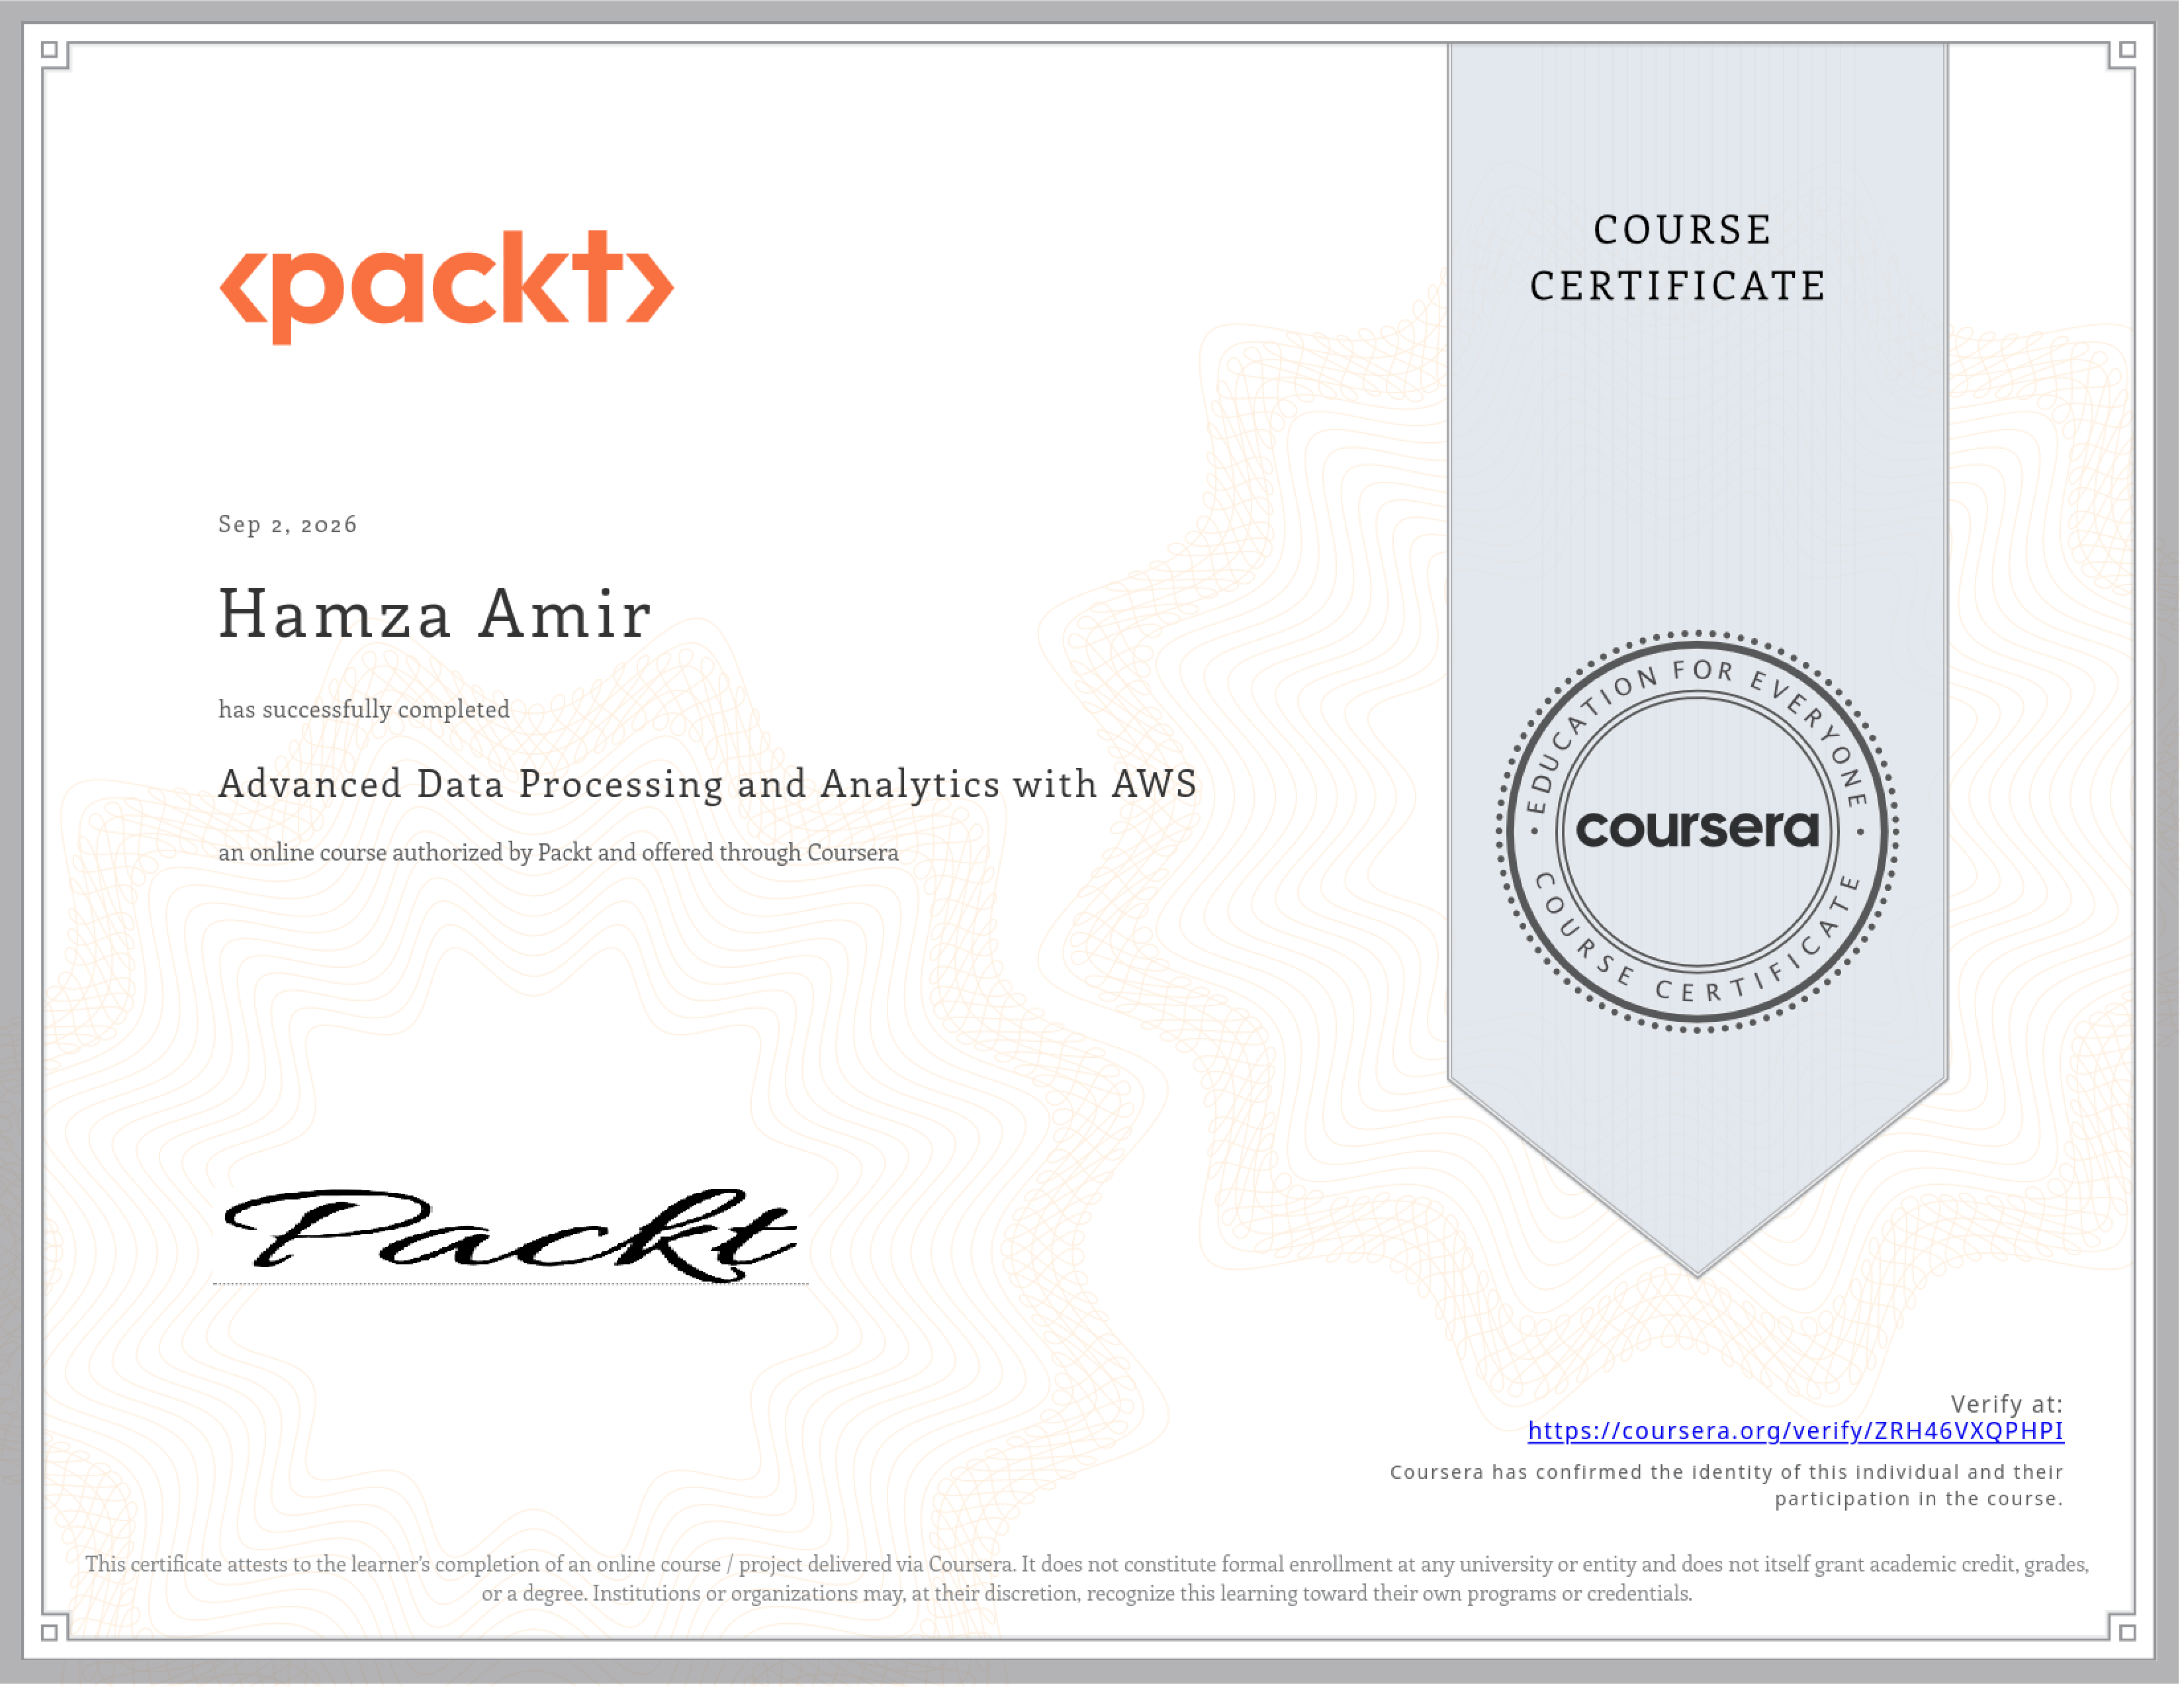 <packt>
COURSE
CERTIFICATE
Sep 2, 2026
Hamza Amir
has successfully completed
Advanced Data Processing and Analytics with AWS
an online course authorized by Packt and offered through Coursera
EDUCATION FOR EVERYONE
coursera
COURSE CERTIFICATE
Packt
Verify at:
https://coursera.org/verify/ZRH46VXQPHPI
Coursera has confirmed the identity of this individual and their
participation in the course.
This certificate attests to the learner's completion of an online course / project delivered via Coursera. It does not constitute formal enrollment at any university or entity and does not itself grant academic credit, grades,
or a degree. Institutions or organizations may, at their discretion, recognize this learning toward their own programs or credentials.